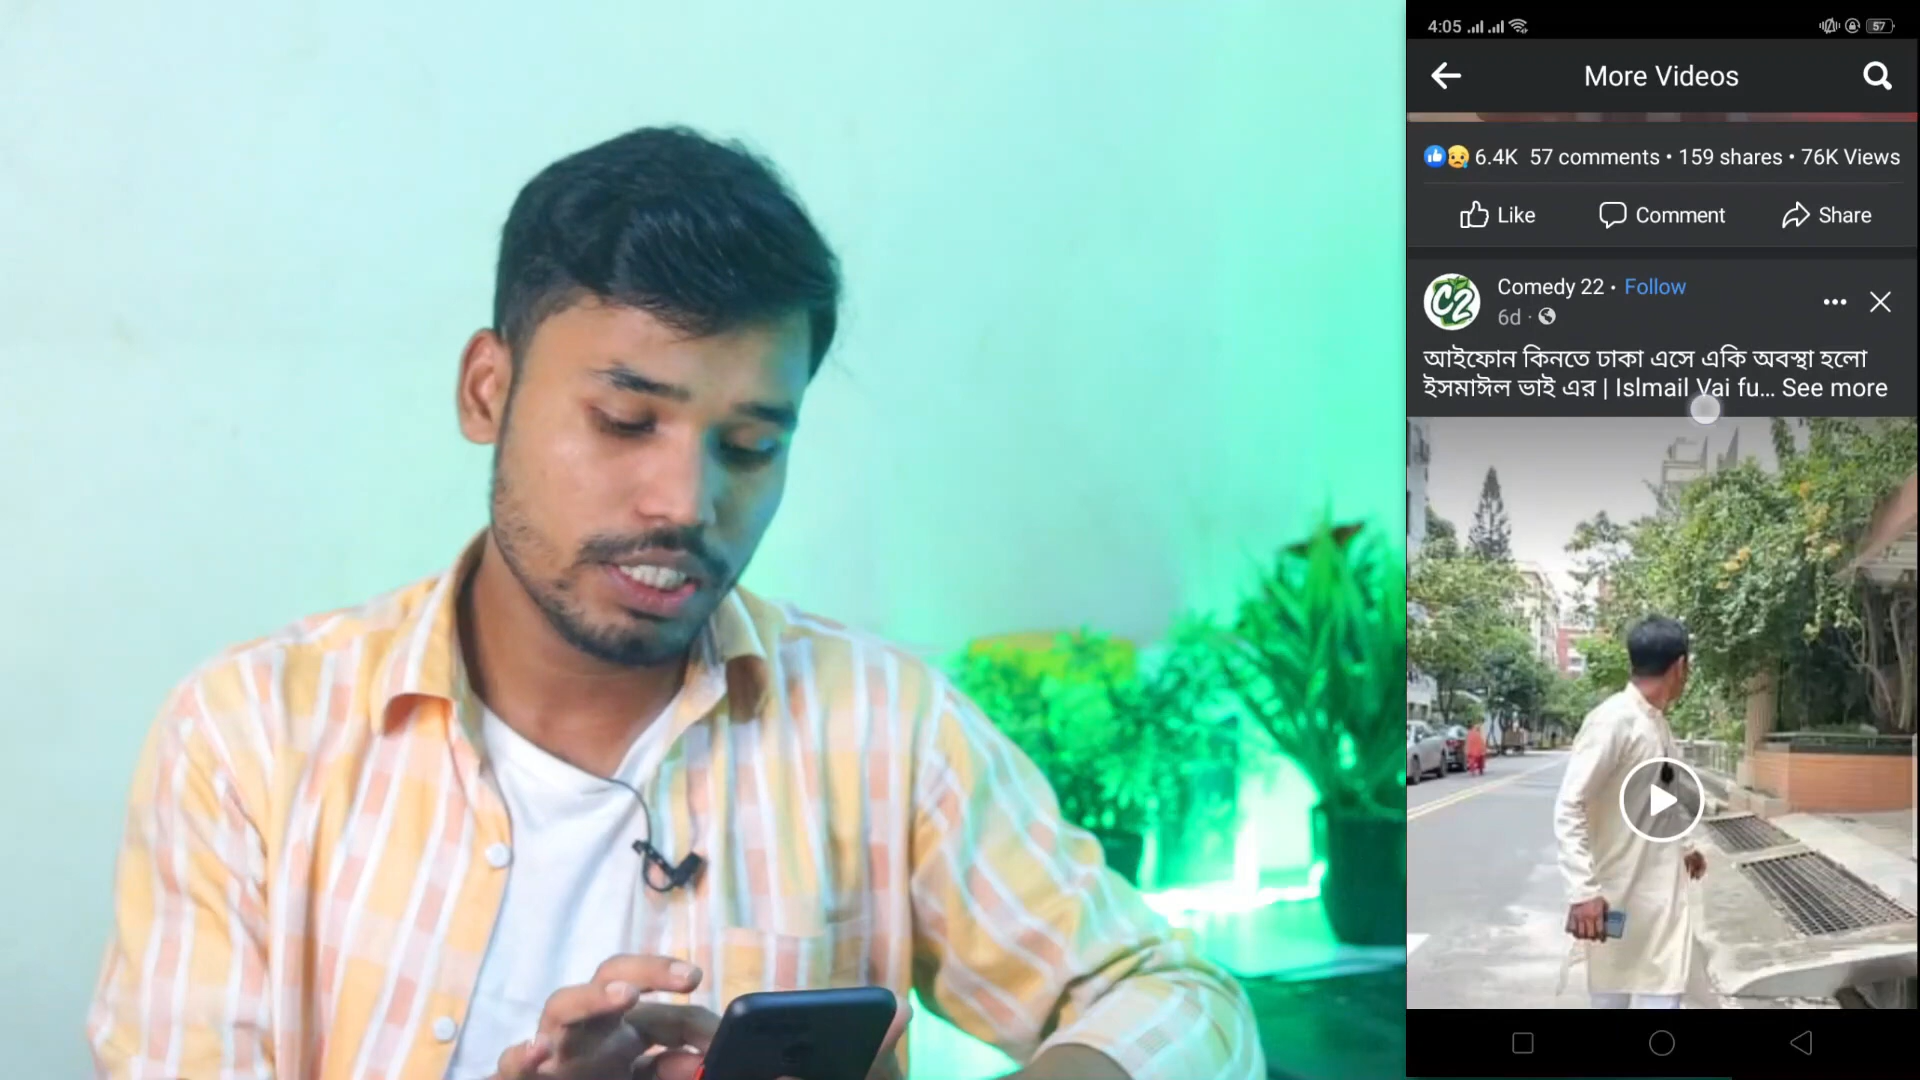 4:05
57
More Videos
6.4K 57 comments • 159 shares • 76K Views
Like Comment Share
C2
Comedy 22 · Follow
6d ·
আইফোন কিনতে ঢাকা এসে একি অবস্থা হলো
ইসমাঈল ভাই এর | Islmail Vai fu... See more